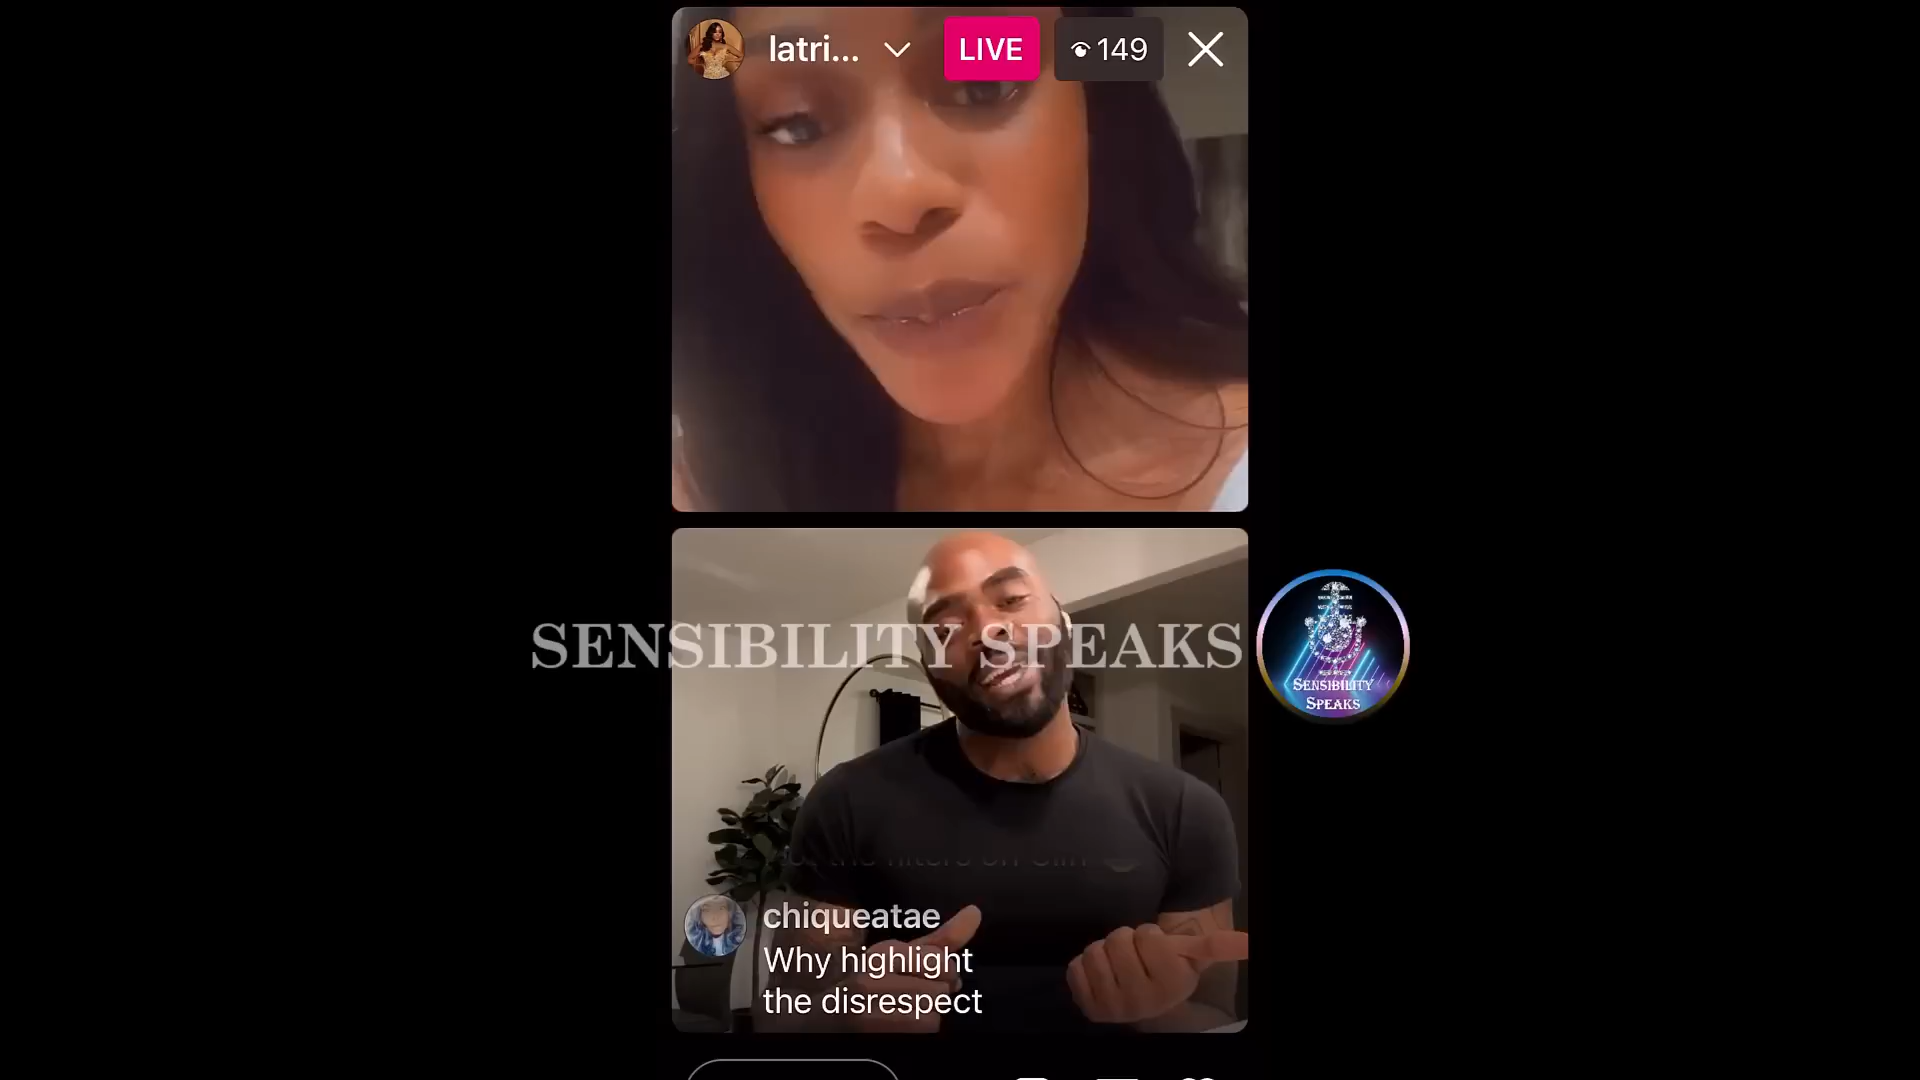 latri...
LIVE
149
SENSIBILITY SPEAKS
SENSIBILITY
SPEAKS
chiqueatae
Why highlight
the disrespect